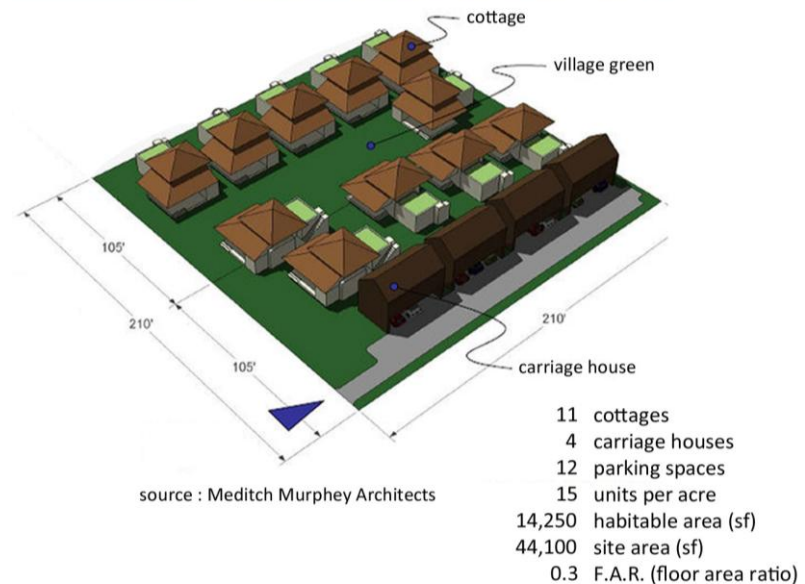 cottage
village green
105'
210'
105'
210'
carriage house
11 cottages
4 carriage houses
12 parking spaces
source : Meditch Murphey Architects
15 units per acre
14,250 habitable area (sf)
44,100 site area (sf)
0.3 F.A.R. (floor area ratio)